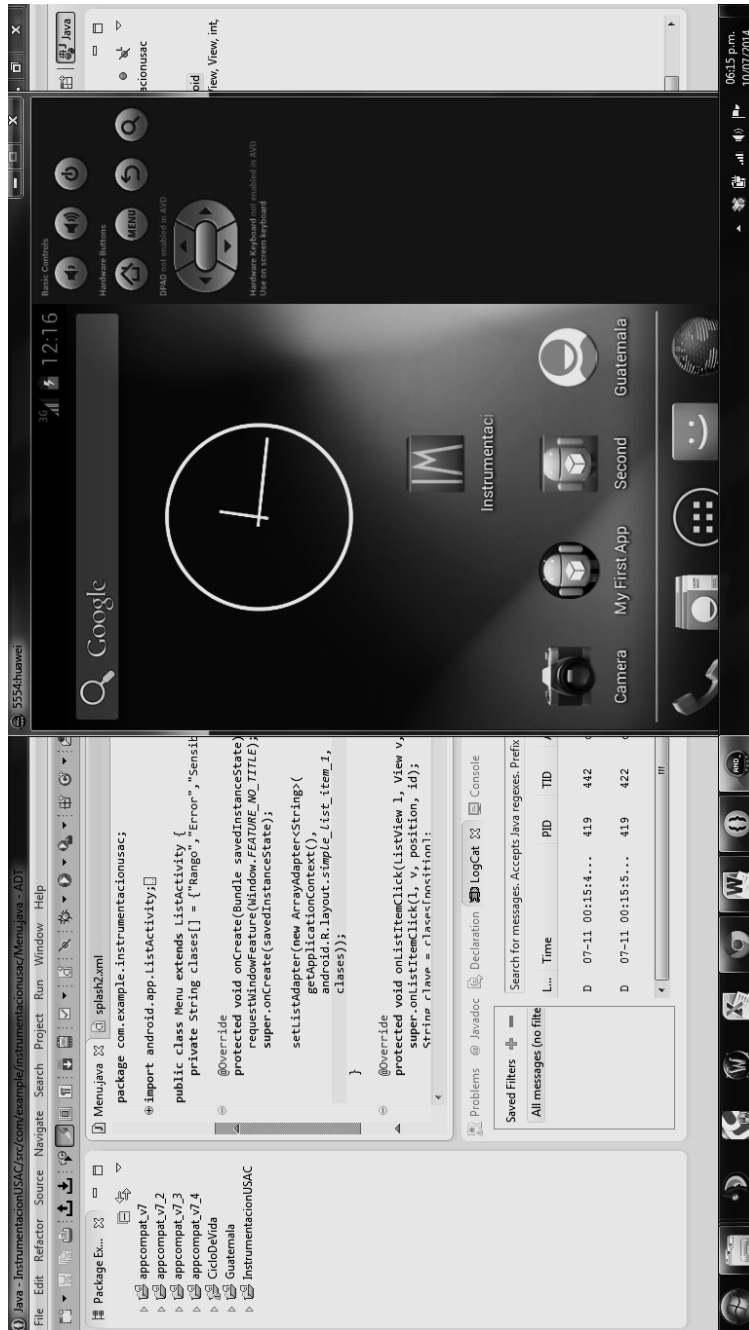 Java - InstrumentacionUSAC/src/com/example/instrumentacionusac/Menu.java - ADT
File Edit Refactor Source Navigate Search Project Run Window Help
Package Ex...
appcompat_v7
appcompat_v7_2
appcompat_v7_3
appcompat_v7_4
CicloDeVida
Guatemala
InstrumentacionUSAC
Menu.java
splash2.xml
package com.example.instrumentacionusac;
import android.app.ListActivity;
public class Menu extends ListActivity {
private String clases[] = {"Rango","Error","Sensib
@Override
protected void onCreate(Bundle savedInstanceState)
requestWindowFeature(Window.FEATURE_NO_TITLE);
super.onCreate(savedInstanceState);
setListAdapter(new ArrayAdapter<String>(
getApplicationContext(),
android.R.layout.simple_list_item_1,
clases));
}
@Override
protected void onListItemClick(ListView l, View v,
super.onListItemClick(l, v, position, id);
String clave = clases[position];
Problems @ Javadoc Declaration LogCat Console
Saved Filters
All messages (no filte
Search for messages. Accepts Java regexes. Prefix
L... Time PID TID
D 07-11 00:15:4... 419 442
D 07-11 00:15:5... 419 422
5554:huawei
3G 12:16
Google
Instrumentaci
Camera
My First App
Second
Guatemala
Basic Controls
Hardware Buttons
MENU
DPAD not enabled in AVD
Hardware Keyboard not enabled in AVD
Use on screen keyboard
Java
acionusac
oid
View, View, int,
06:15 p.m.
10/07/2014